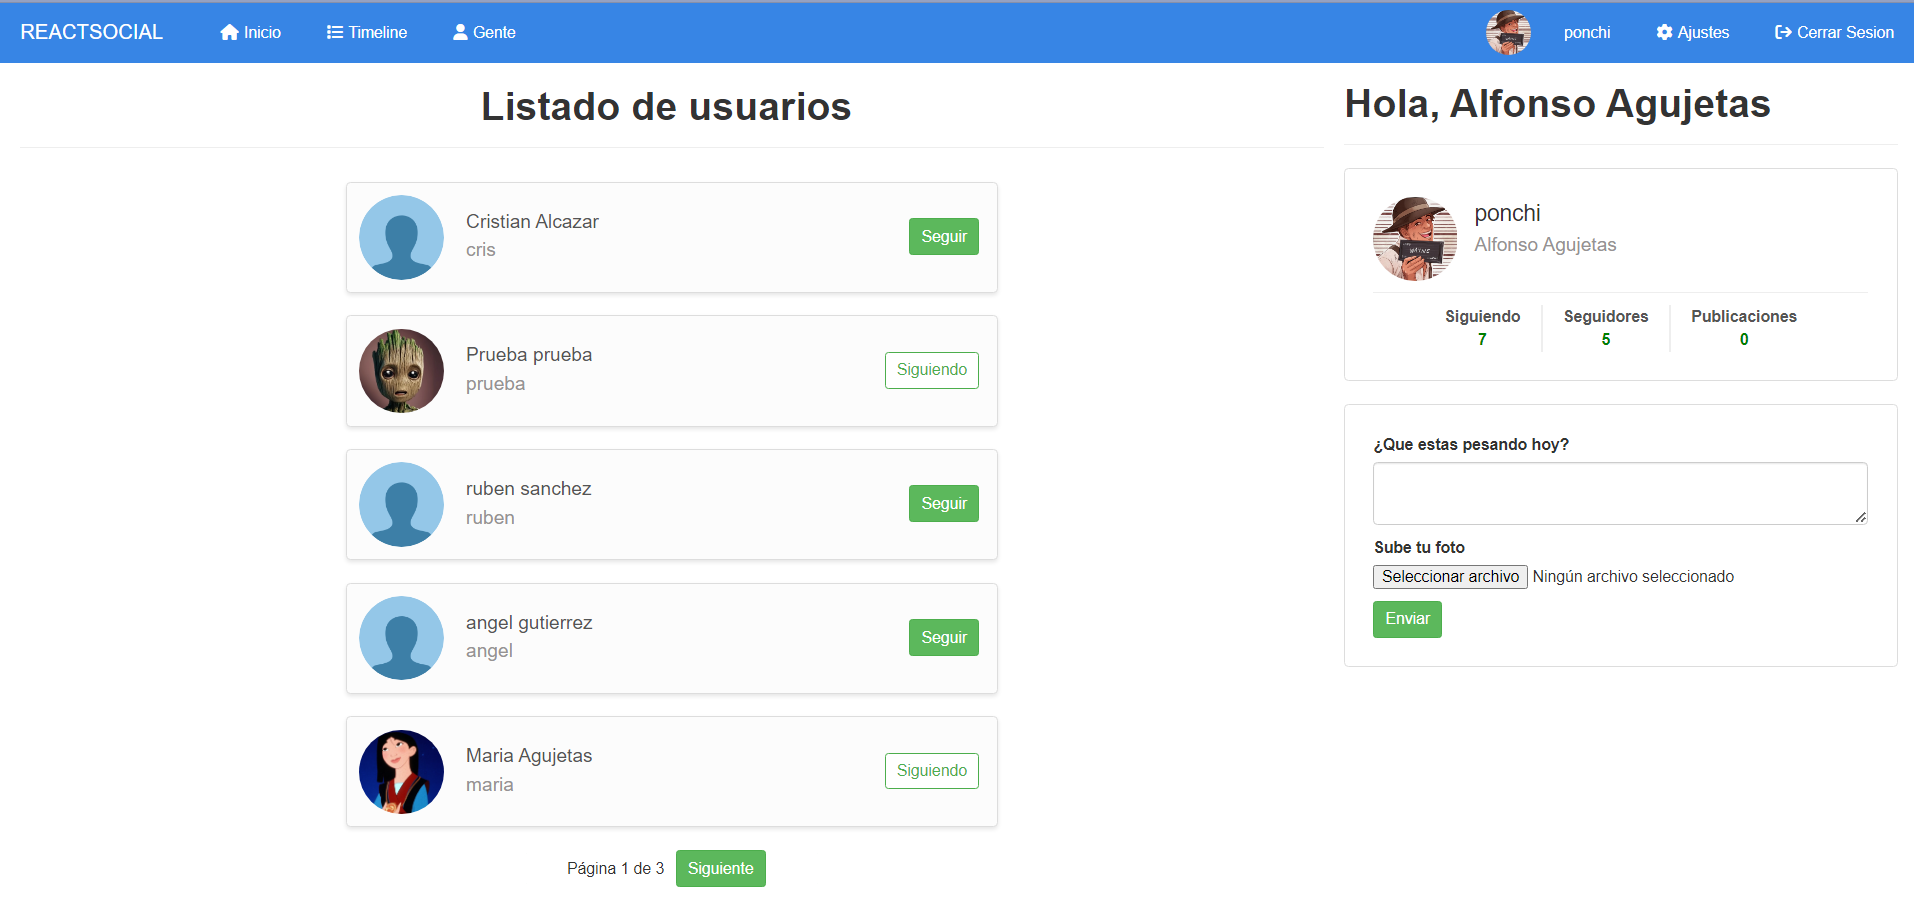 REACTSOCIAL Inicio Timeline Gente ponchi Ajustes Cerrar Sesion
Listado de usuarios
Cristian Alcazar
cris
Seguir
Prueba prueba
prueba
Siguiendo
ruben sanchez
ruben
Seguir
angel gutierrez
angel
Seguir
Maria Agujetas
maria
Siguiendo
Página 1 de 3 Siguiente
Hola, Alfonso Agujetas
ponchi
Alfonso Agujetas
Siguiendo Seguidores Publicaciones
7 5 0
¿Que estas pesando hoy?
Sube tu foto
Seleccionar archivo Ningún archivo seleccionado
Enviar